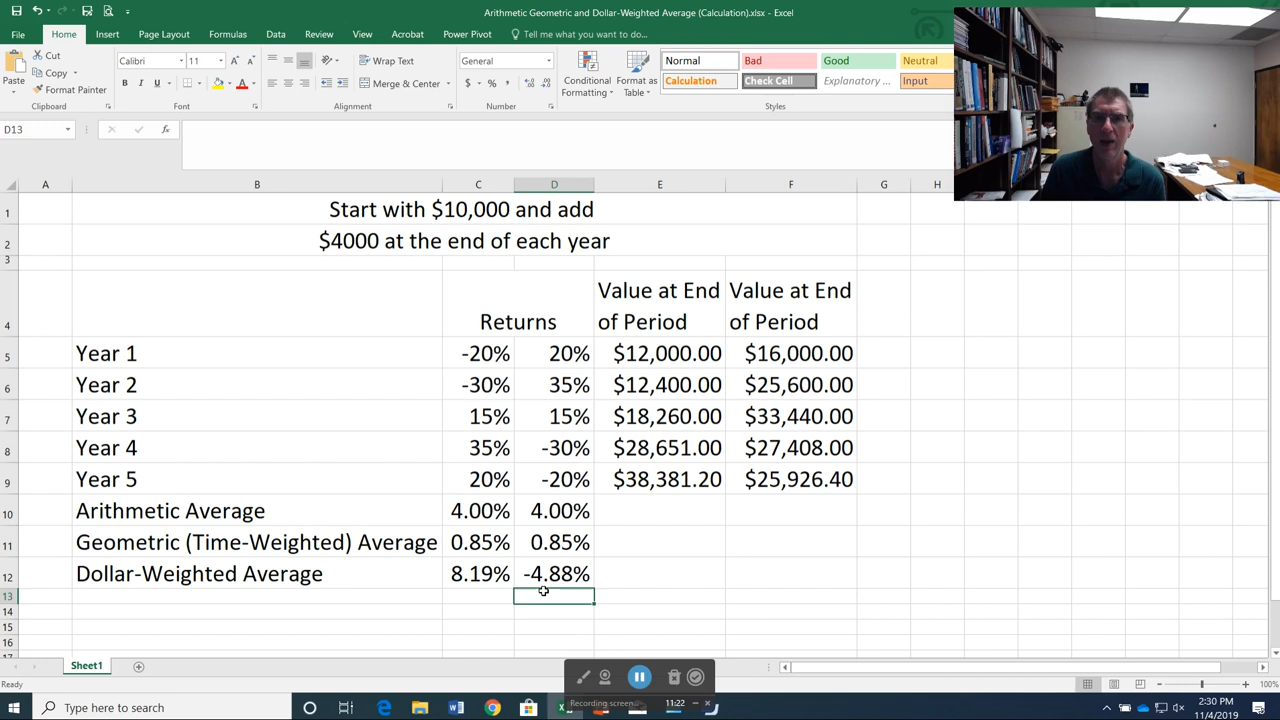 Arithmetic Geometric and Dollar-Weighted Average (Calculation).xlsx - Excel
File Home Insert Page Layout Formulas Data Review View Acrobat Power Pivot Tell me what you want to do...
Paste
Cut
Copy
Format Painter
Clipboard
Calibri 11
B I U
Font
Wrap Text
Merge & Center
Alignment
General
$ % ,
Number
Conditional Formatting
Format as Table
Normal Bad Good Neutral
Calculation Check Cell Explanatory ... Input
Styles
D13 fx
A B C D E F G H
1 Start with $10,000 and add
2 $4000 at the end of each year
3
Value at End Value at End
4 Returns of Period of Period
5 Year 1 -20% 20% $12,000.00 $16,000.00
6 Year 2 -30% 35% $12,400.00 $25,600.00
7 Year 3 15% 15% $18,260.00 $33,440.00
8 Year 4 35% -30% $28,651.00 $27,408.00
9 Year 5 20% -20% $38,381.20 $25,926.40
10 Arithmetic Average 4.00% 4.00%
11 Geometric (Time-Weighted) Average 0.85% 0.85%
12 Dollar-Weighted Average 8.19% -4.88%
13
14
15
16
17
Sheet1
Ready 100%
Recording screen... 11:22
Type here to search
2:30 PM
11/4/2019